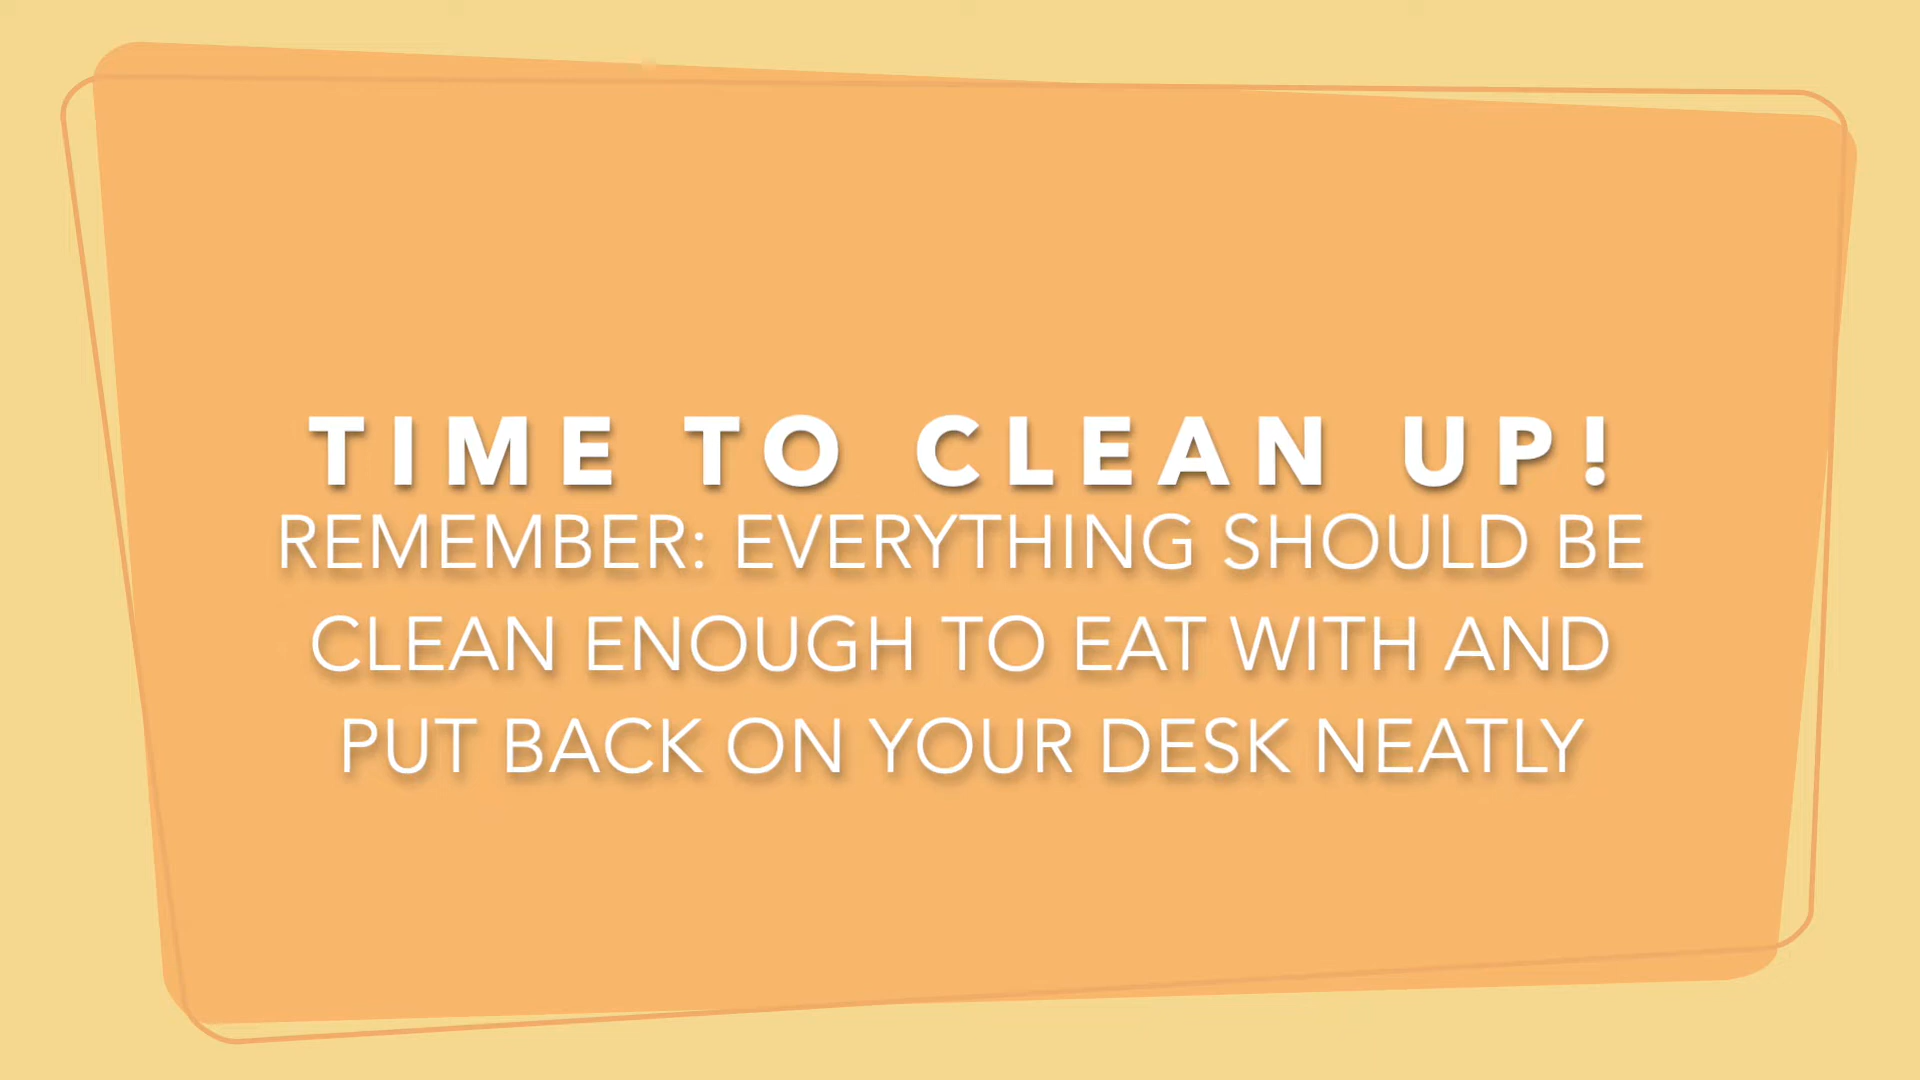 TIME TO CLEAN UP!
REMEMBER: EVERYTHING SHOULD BE
CLEAN ENOUGH TO EAT WITH AND
PUT BACK ON YOUR DESK NEATLY